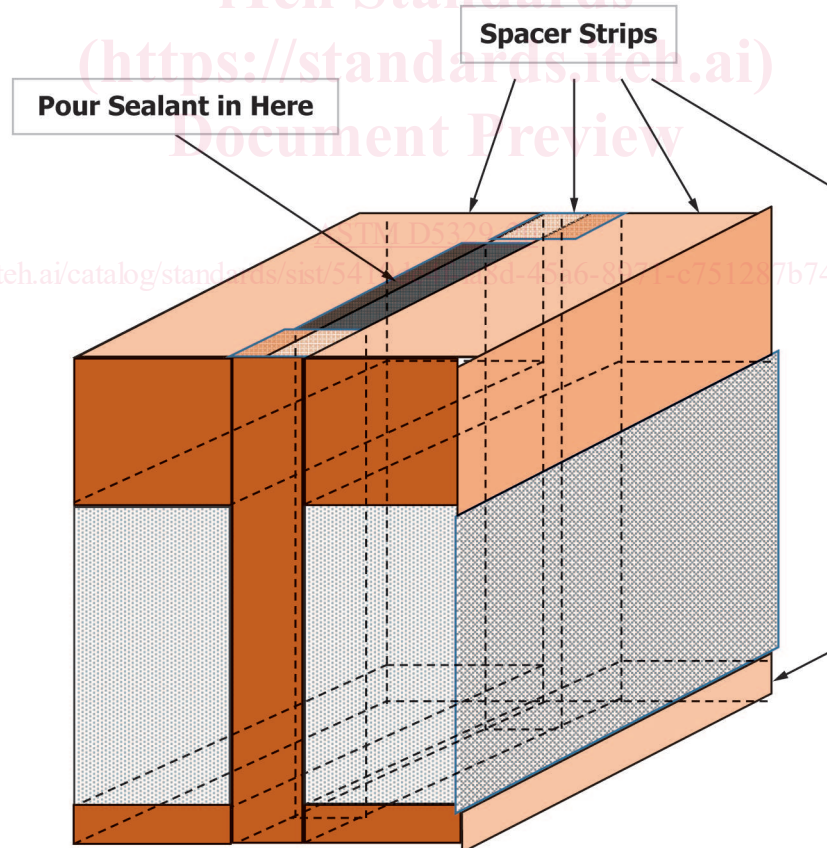 iTeh Standards
Spacer Strips
(https://standards.iteh.ai)
Pour Sealant in Here
Document Preview
ASTM D5329